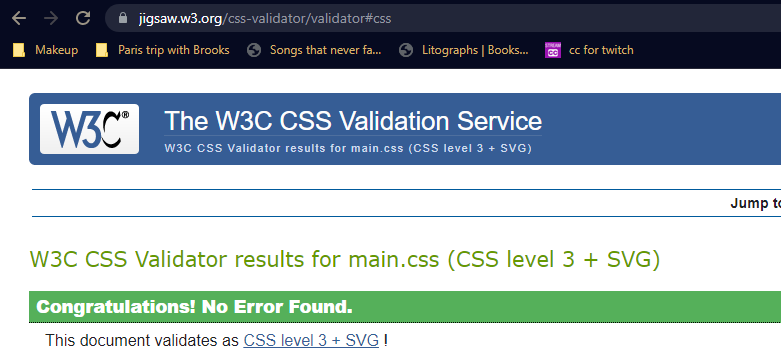 jigsaw.w3.org/css-validator/validator#css
Makeup Paris trip with Brooks Songs that never fa... Litographs | Books... STREAM CC cc for twitch
W3C® The W3C CSS Validation Service
W3C CSS Validator results for main.css (CSS level 3 + SVG)
Jump to
W3C CSS Validator results for main.css (CSS level 3 + SVG)
Congratulations! No Error Found.
This document validates as CSS level 3 + SVG !